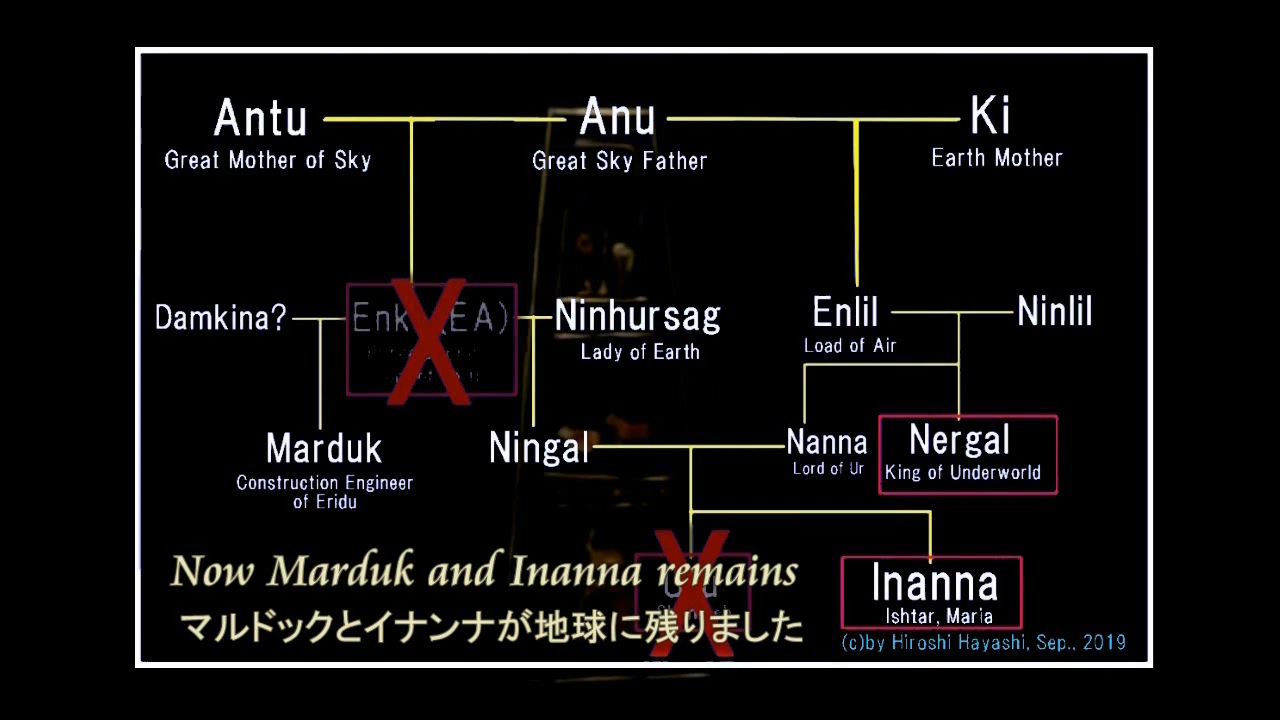 Antu
Anu
Ki
Great Mother of Sky
Great Sky Father
Earth Mother
Damkina?
Enki (EA)
Ninhursag
Lady of Earth
Enlil
Load of Air
Ninlil
Marduk
Construction Engineer
of Eridu
Ningal
Nanna
Lord of Ur
Nergal
King of Underworld
Inanna
Ishtar, Maria
Now Marduk and Inanna remains
マルドックとイナンナが地球に残りました
(c)by Hiroshi Hayashi, Sep., 2019